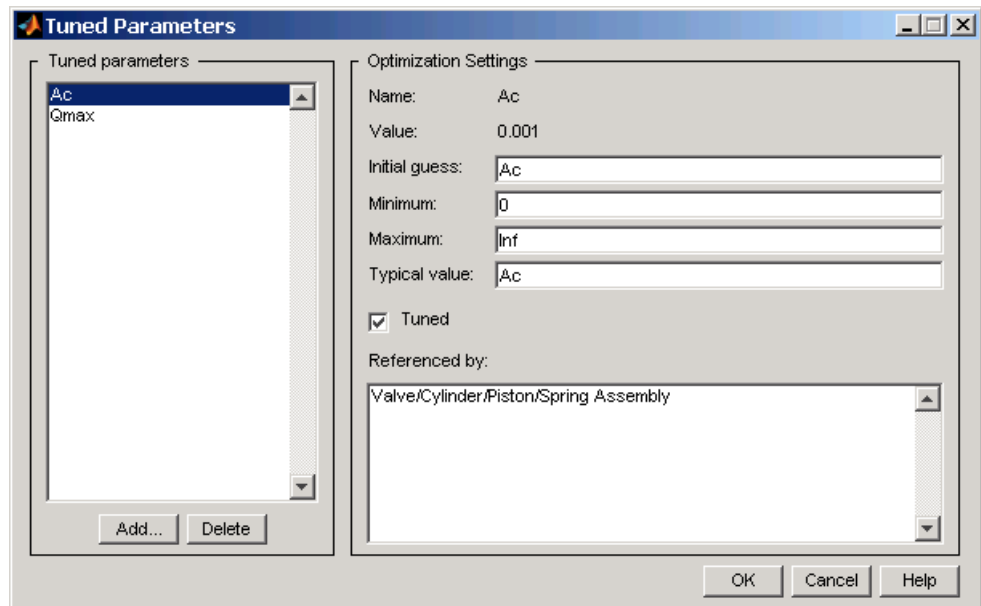 Tuned Parameters
Tuned parameters
Ac
Qmax
Add...
Delete
Optimization Settings
Name: Ac
Value: 0.001
Initial guess: Ac
Minimum: 0
Maximum: Inf
Typical value: Ac
Tuned
Referenced by:
Valve/Cylinder/Piston/Spring Assembly
OK Cancel Help